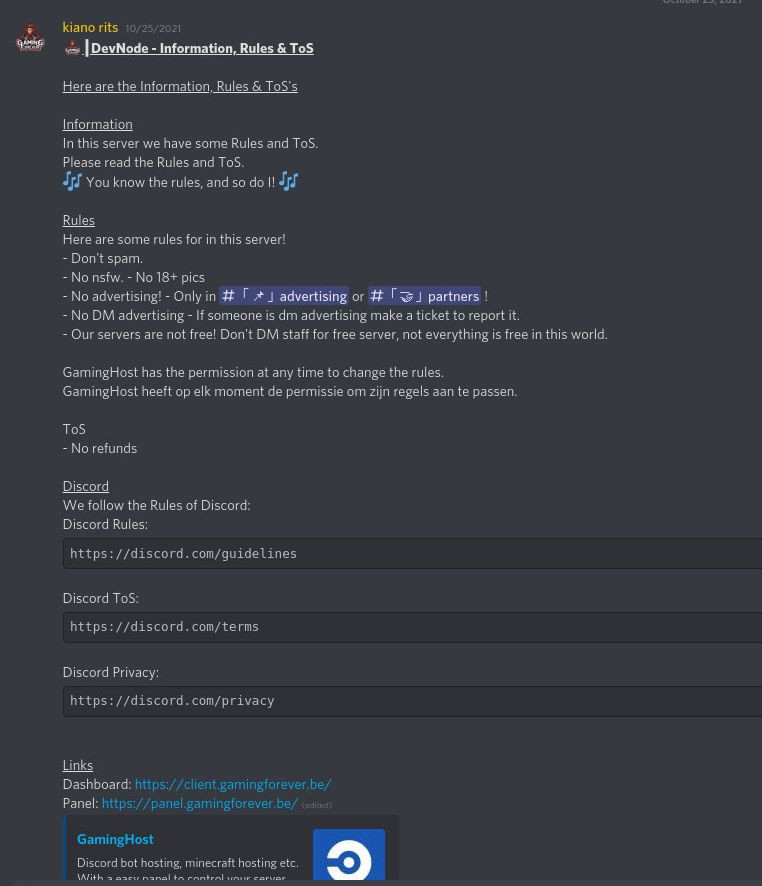 October 25, 2021
kiano rits 10/25/2021
|DevNode - Information, Rules & ToS
Here are the Information, Rules & ToS's
Information
In this server we have some Rules and ToS.
Please read the Rules and ToS.
🎶 You know the rules, and so do I! 🎶
Rules
Here are some rules for in this server!
- Don't spam.
- No nsfw. - No 18+ pics
- No advertising! - Only in #「📌」advertising or #「🤝」partners !
- No DM advertising - If someone is dm advertising make a ticket to report it.
- Our servers are not free! Don't DM staff for free server, not everything is free in this world.
GamingHost has the permission at any time to change the rules.
GamingHost heeft op elk moment de permissie om zijn regels aan te passen.
ToS
- No refunds
Discord
We follow the Rules of Discord:
Discord Rules:
https://discord.com/guidelines
Discord ToS:
https://discord.com/terms
Discord Privacy:
https://discord.com/privacy
Links
Dashboard: https://client.gamingforever.be/
Panel: https://panel.gamingforever.be/ (edited)
GamingHost
Discord bot hosting, minecraft hosting etc.
With a easy panel to control your server